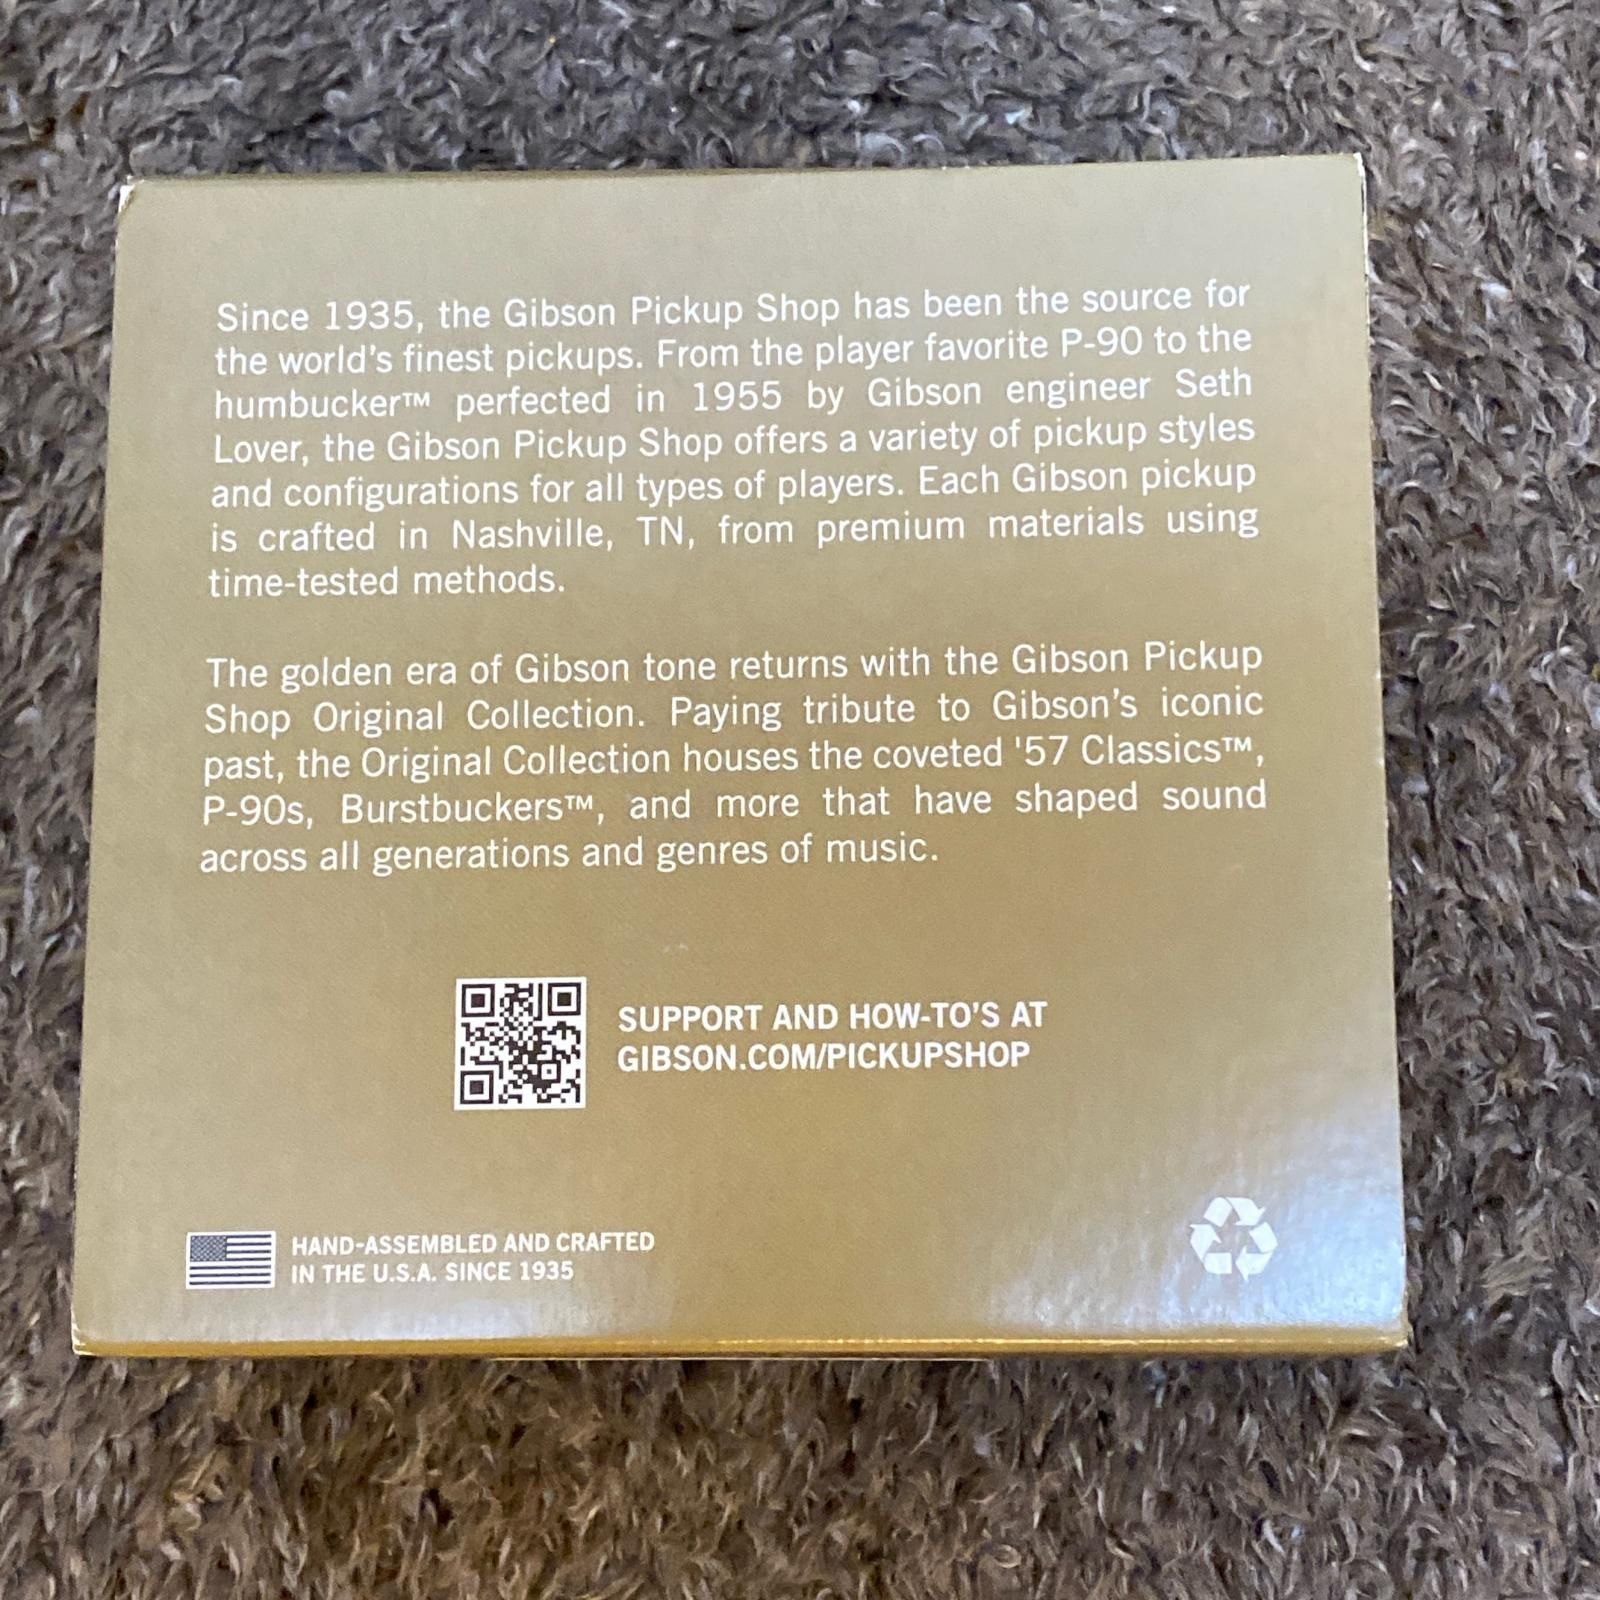 Since 1935, the Gibson Pickup Shop has been the source for
the world's finest pickups. From the player favorite P-90 to the
humbucker™ perfected in 1955 by Gibson engineer Seth
Lover, the Gibson Pickup Shop offers a variety of pickup styles
and configurations for all types of players. Each Gibson pickup
is crafted in Nashville, TN, from premium materials using
time-tested methods.
The golden era of Gibson tone returns with the Gibson Pickup
Shop Original Collection. Paying tribute to Gibson's iconic
past, the Original Collection houses the coveted '57 Classics™,
P-90s, Burstbuckers™, and more that have shaped sound
across all generations and genres of music.
SUPPORT AND HOW-TO'S AT
GIBSON.COM/PICKUPSHOP
HAND-ASSEMBLED AND CRAFTED
IN THE U.S.A. SINCE 1935